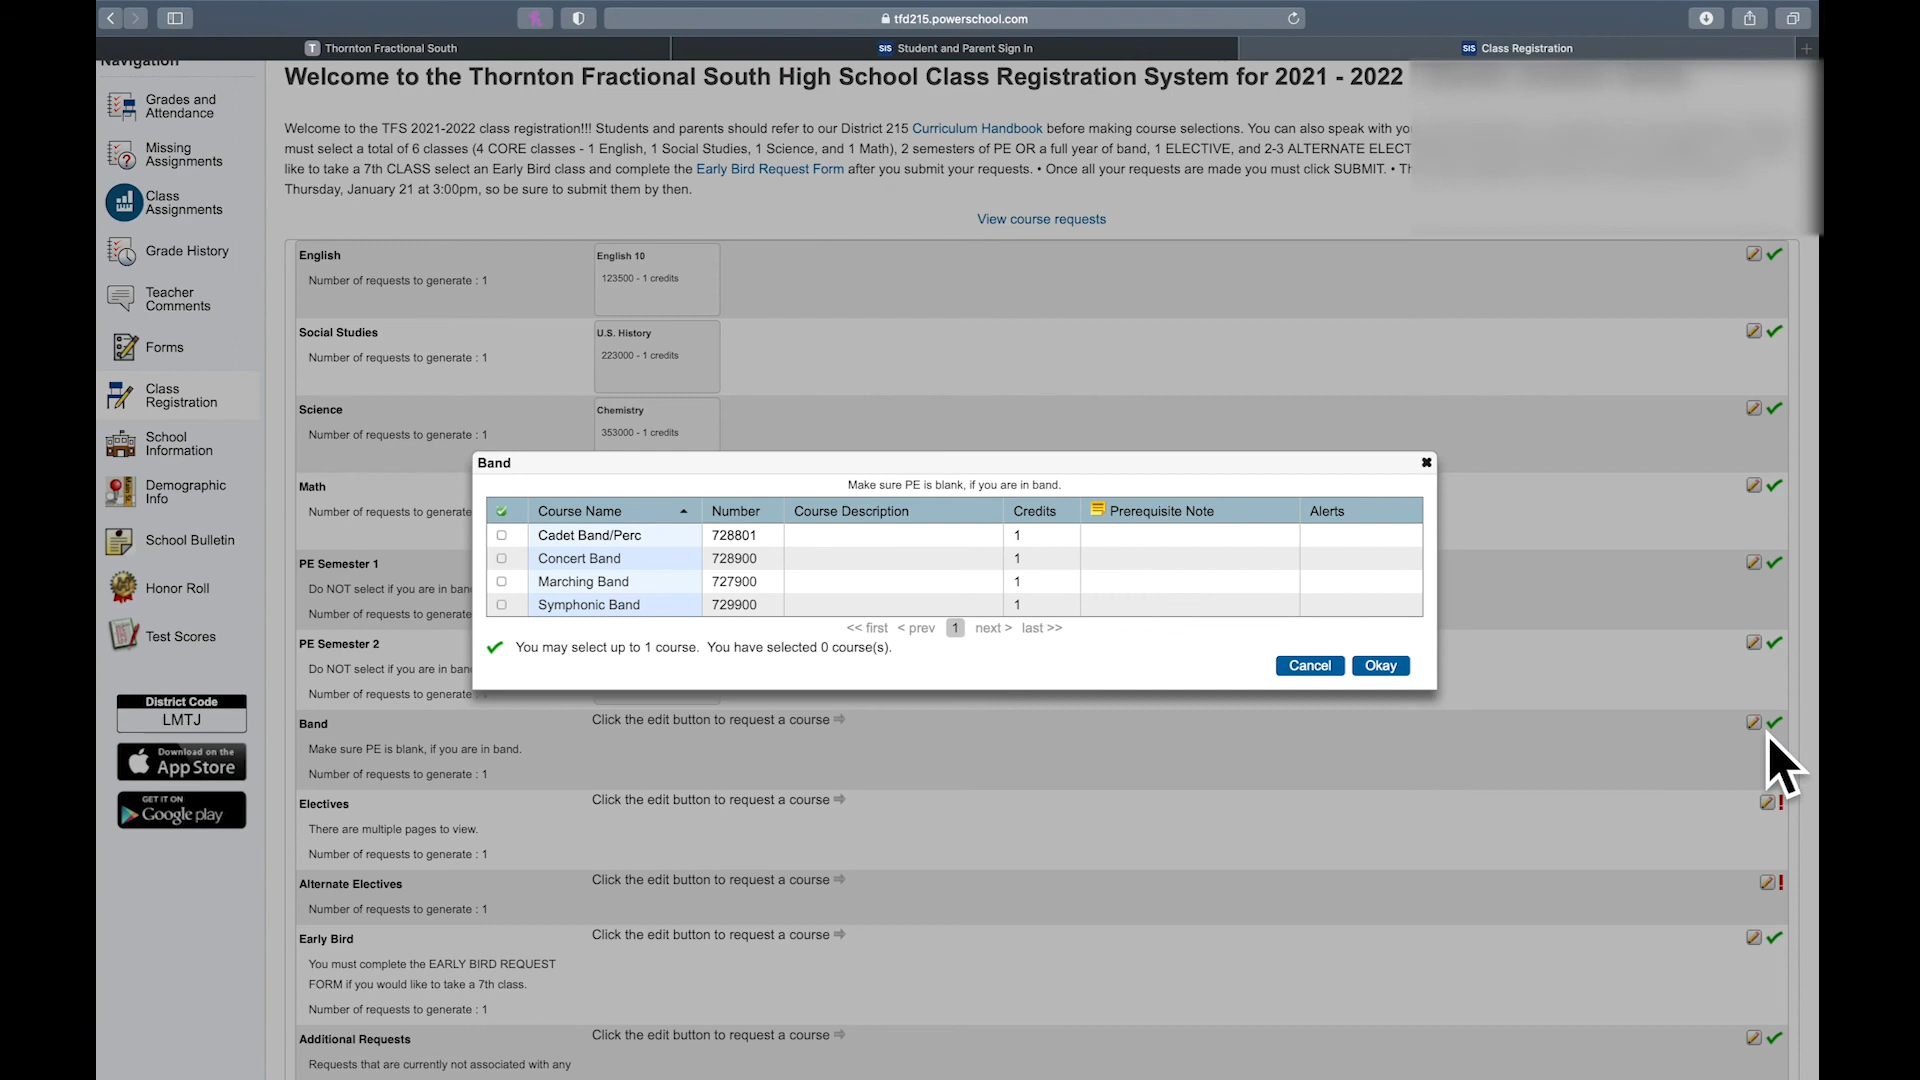 tfd215.powerschool.com
T Thornton Fractional South
SIS Student and Parent Sign In
SIS Class Registration
Navigation
Grades and
Attendance
Missing
Assignments
Class
Assignments
Grade History
Teacher
Comments
Forms
Class
Registration
School
Information
Demographic
Info
School Bulletin
Honor Roll
Test Scores
District Code
LMTJ
Download on the
App Store
GET IT ON
Google play
Welcome to the Thornton Fractional South High School Class Registration System for 2021 - 2022
Welcome to the TFS 2021-2022 class registration!!! Students and parents should refer to our District 215 Curriculum Handbook before making course selections. You can also speak with yo
must select a total of 6 classes (4 CORE classes - 1 English, 1 Social Studies, 1 Science, and 1 Math), 2 semesters of PE OR a full year of band, 1 ELECTIVE, and 2-3 ALTERNATE ELECT
like to take a 7th CLASS select an Early Bird class and complete the Early Bird Request Form after you submit your requests. • Once all your requests are made you must click SUBMIT. • Th
Thursday, January 21 at 3:00pm, so be sure to submit them by then.
View course requests
English
Number of requests to generate : 1
English 10
123500 - 1 credits
Social Studies
Number of requests to generate : 1
U.S. History
223000 - 1 credits
Science
Number of requests to generate : 1
Chemistry
353000 - 1 credits
Math
Number of requests to generate
PE Semester 1
Do NOT select if you are in ban
Number of requests to generate
PE Semester 2
Do NOT select if you are in ban
Number of requests to generate : 1
Band
Make sure PE is blank, if you are in band.
Course Name Number Course Description Credits Prerequisite Note Alerts
Cadet Band/Perc 728801 1
Concert Band 728900 1
Marching Band 727900 1
Symphonic Band 729900 1
<< first < prev 1 next > last >>
You may select up to 1 course. You have selected 0 course(s).
Cancel Okay
Band
Make sure PE is blank, if you are in band.
Number of requests to generate : 1
Click the edit button to request a course
Electives
There are multiple pages to view.
Number of requests to generate : 1
Click the edit button to request a course
!
Alternate Electives
Number of requests to generate : 1
Click the edit button to request a course
!
Early Bird
You must complete the EARLY BIRD REQUEST
FORM if you would like to take a 7th class.
Number of requests to generate : 1
Click the edit button to request a course
Additional Requests
Requests that are currently not associated with any
Click the edit button to request a course